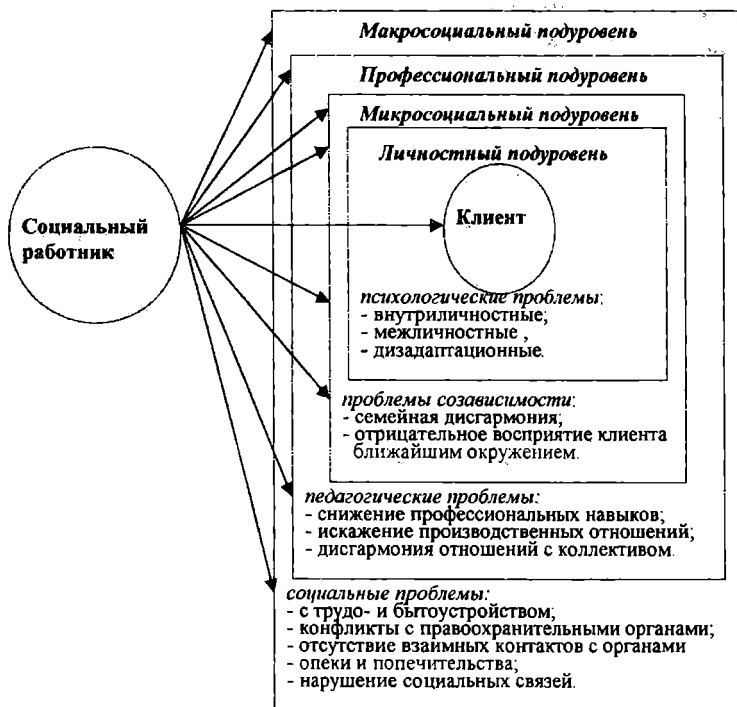 Макросоциальный подуровень
Профессиональный подуровень
Микросоциальный подуровень
Личностный подуровень
Социальный
работник
Клиент
психологические проблемы:
- внутриличностные;
- межличностные ,
- дизадаптационные.
проблемы созависимости:
- семейная дисгармония;
- отрицательное восприятие клиента
ближайшим окружением.
педагогические проблемы:
- снижение профессиональных навыков;
- искажение производственных отношений;
- дисгармония отношений с коллективом.
социальные проблемы:
- с трудо- и бытоустройством;
- конфликты с правоохранительными органами;
- отсутствие взаимных контактов с органами
- опеки и попечительства;
- нарушение социальных связей.